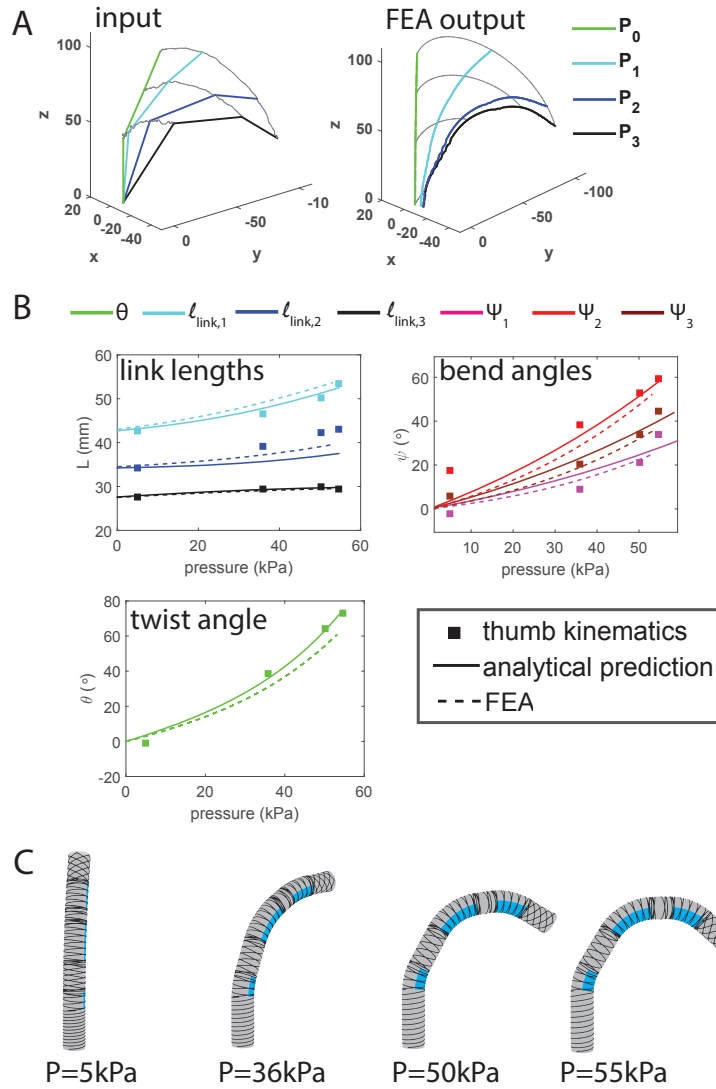 A
input
FEA output
P0
P1
P2
P3
100
50
0
z
20
0
-20
-40
x
0
-50
-10
y
100
50
0
z
20
0
-20
-40
x
0
-50
-100
y
B
θ
ℓlink,1
ℓlink,2
ℓlink,3
Ψ1
Ψ2
Ψ3
link lengths
60
50
40
30
20
L (mm)
0 20 40 60
pressure (kPa)
bend angles
60
40
20
0
ψ (°)
10 20 30 40 50
pressure (kPa)
twist angle
80
60
40
20
0
-20
θ (°)
0 20 40 60
pressure (kPa)
thumb kinematics
analytical prediction
FEA
C
P=5kPa
P=36kPa
P=50kPa
P=55kPa